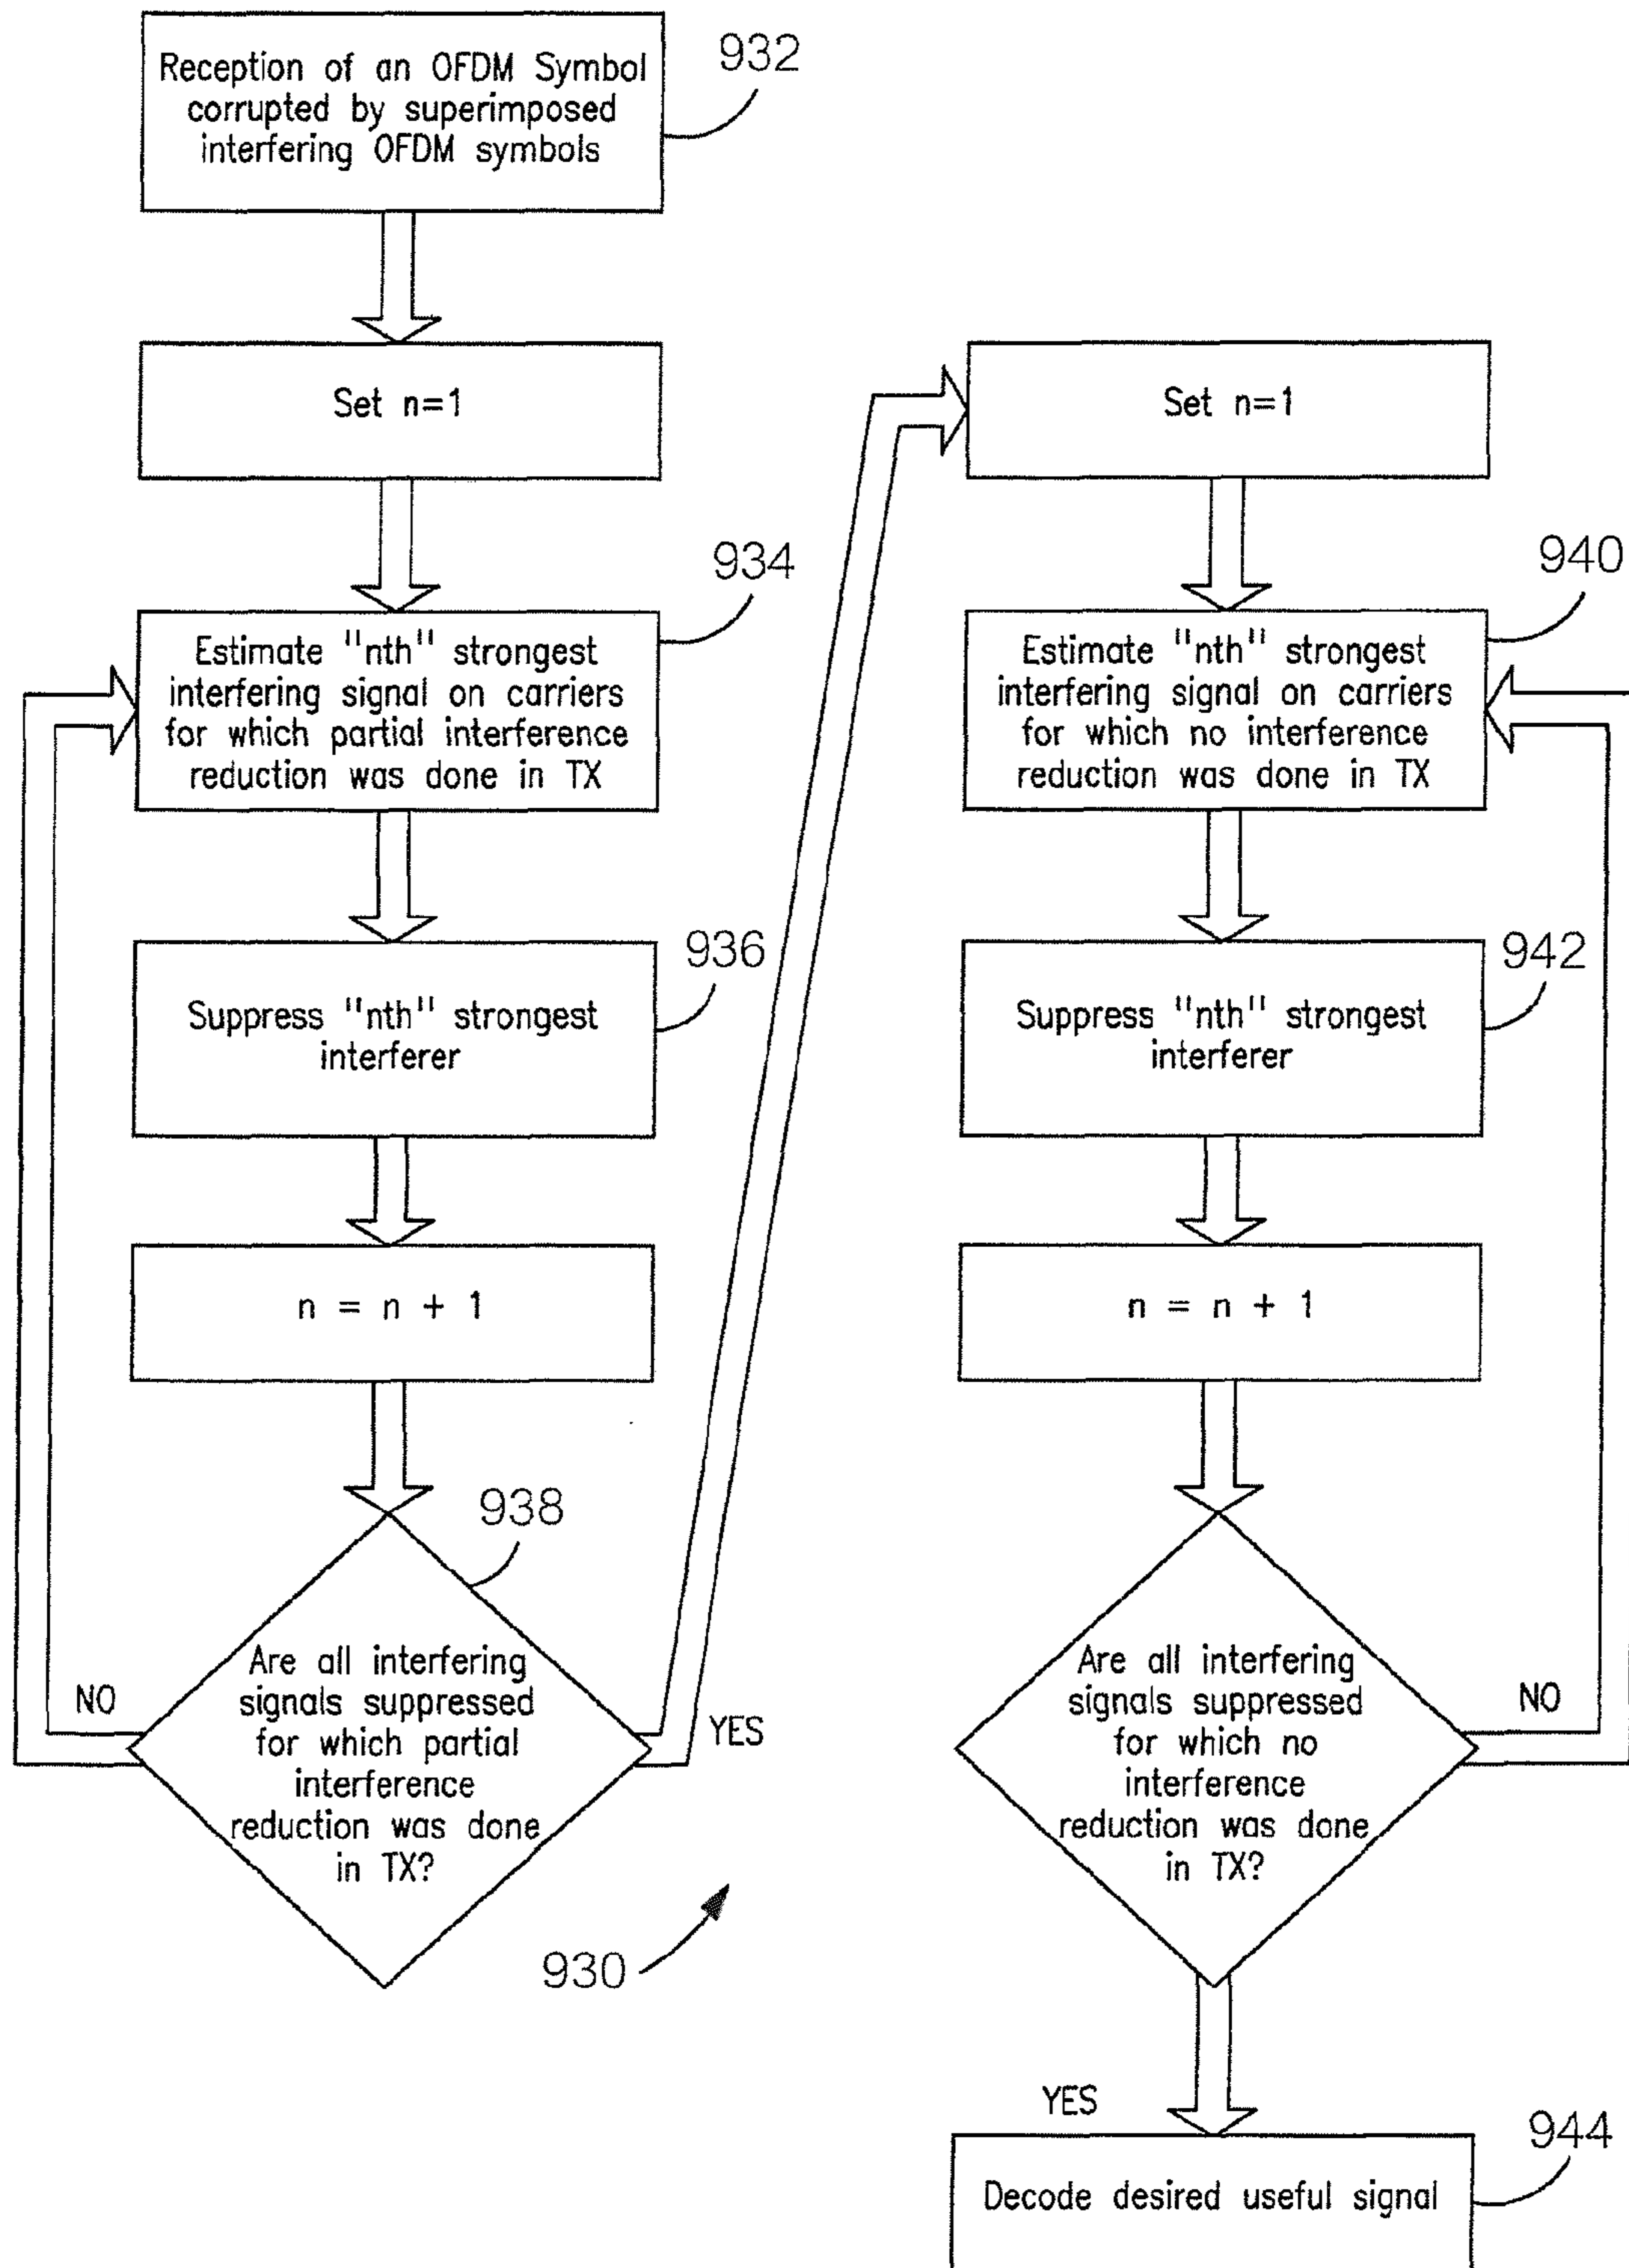 Reception of an OFDM Symbol
corrupted by superimposed
interfering OFDM symbols
932
Set n=1
934
Estimate "nth" strongest
interfering signal on carriers
for which partial interference
reduction was done in TX
936
Suppress "nth" strongest
interferer
n = n + 1
938
Are all interfering
signals suppressed
for which partial
interference
reduction was done
in TX?
NO
YES
930
Set n=1
940
Estimate "nth" strongest
interfering signal on carriers
for which no interference
reduction was done in TX
942
Suppress "nth" strongest
interferer
n = n + 1
Are all interfering
signals suppressed
for which no
interference
reduction was done
in TX?
NO
YES
944
Decode desired useful signal